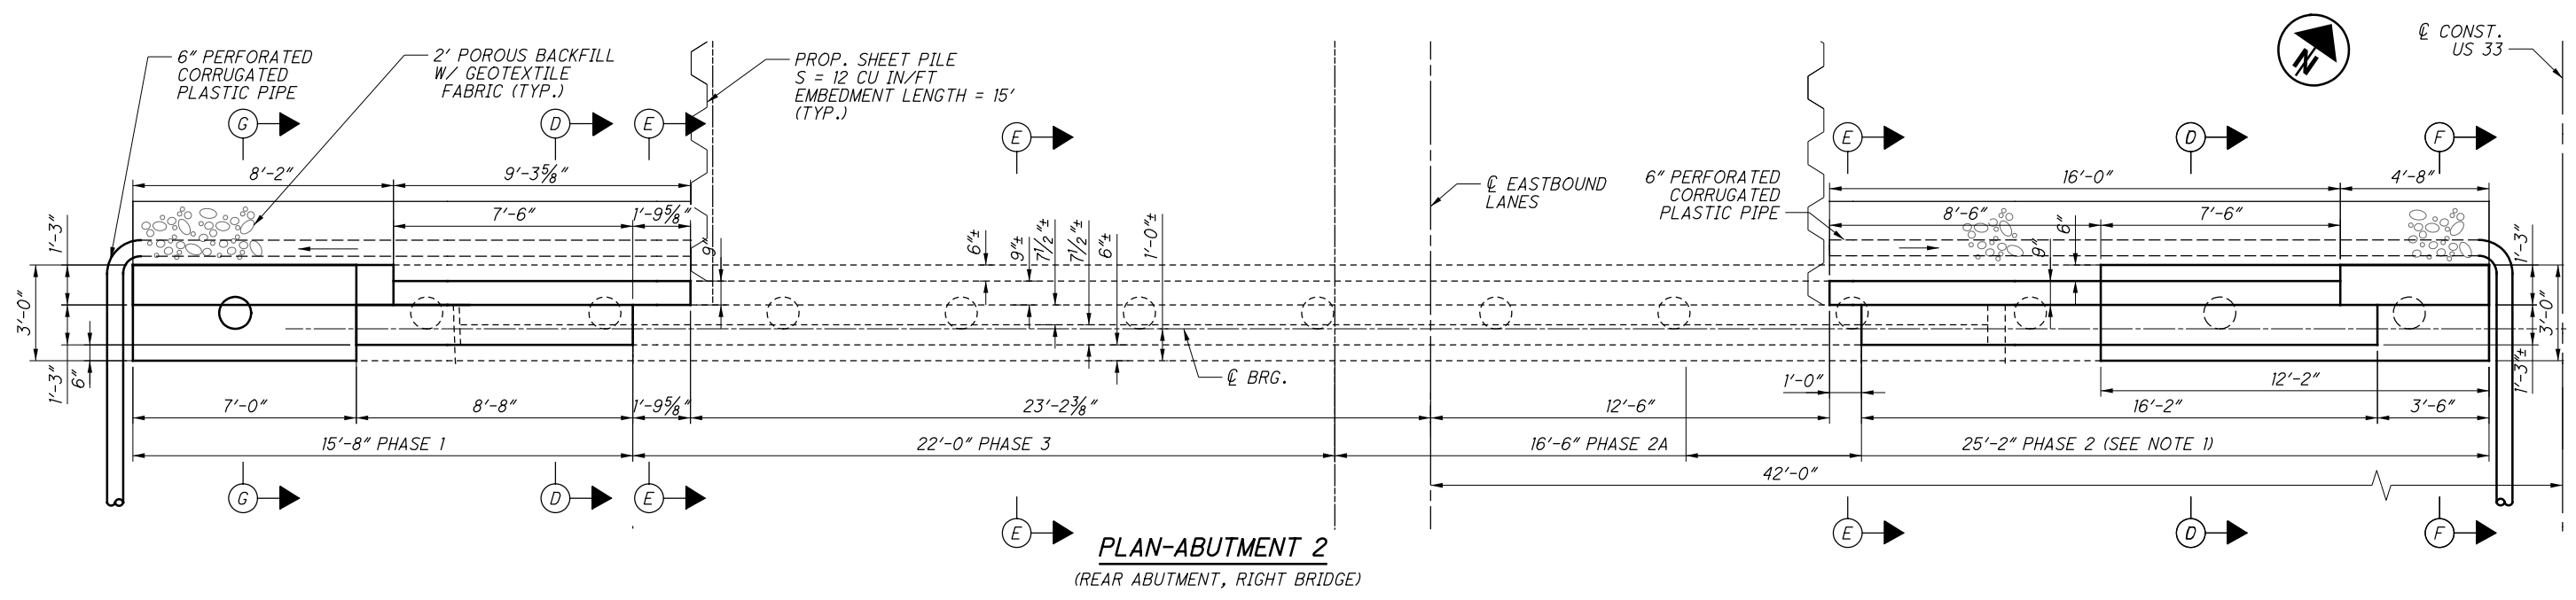 6" PERFORATED
CORRUGATED
PLASTIC PIPE
2' POROUS BACKFILL
W/ GEOTEXTILE
FABRIC (TYP.)
PROP. SHEET PILE
S = 12 CU IN/FT
EMBEDMENT LENGTH = 15'
(TYP.)
N
℄ CONST.
US 33
G
D
E
E
E
D
F
8'-2"
9'-3⅝"
7'-6"
1'-9⅝"
℄ EASTBOUND
LANES
6" PERFORATED
CORRUGATED
PLASTIC PIPE
16'-0"
4'-8"
8'-6"
7'-6"
6"
9"
1'-3"
3'-0"
1'-3"
6"
9"
6"±
9"±
7½"±
7½"±
6"±
1'-0"±
1'-3"
3'-0"
1'-3"±
℄ BRG.
1'-0"
12'-2"
7'-0"
8'-8"
1'-9⅝"
23'-2⅜"
12'-6"
16'-2"
3'-6"
15'-8" PHASE 1
22'-0" PHASE 3
16'-6" PHASE 2A
25'-2" PHASE 2 (SEE NOTE 1)
42'-0"
G
D
E
E
E
D
F
PLAN-ABUTMENT 2
(REAR ABUTMENT, RIGHT BRIDGE)